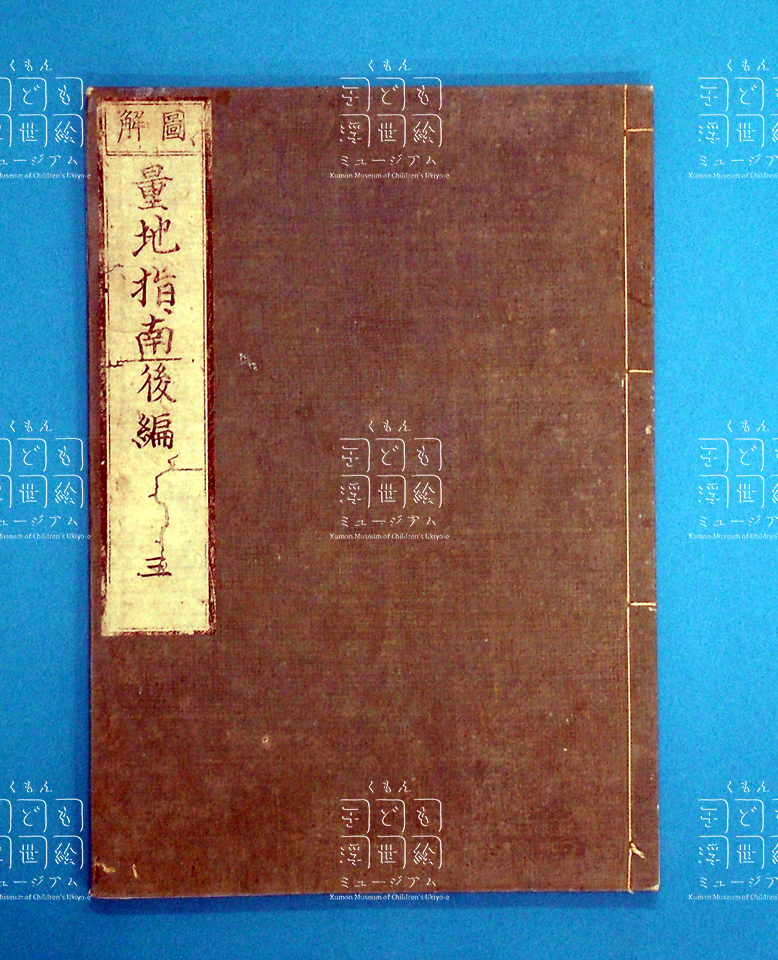 圖解
量地指南後編
五
くもん
子ども
浮世絵
ミュージアム
Kumon Museum of Children's Ukiyo-e